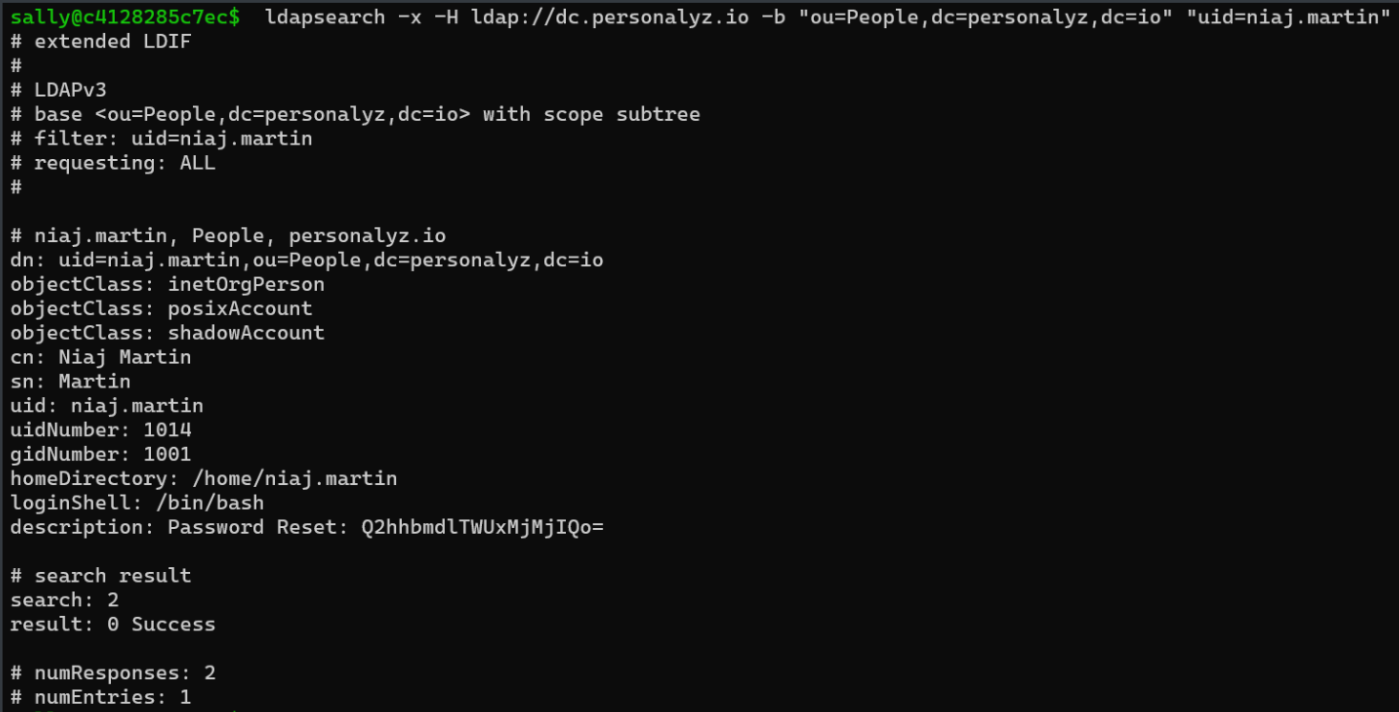 sally@c4128285c7ec$  ldapsearch -x -H ldap://dc.personalyz.io -b "ou=People,dc=personalyz,dc=io" "uid=niaj.martin"
# extended LDIF
#
# LDAPv3
# base <ou=People,dc=personalyz,dc=io> with scope subtree
# filter: uid=niaj.martin
# requesting: ALL
#

# niaj.martin, People, personalyz.io
dn: uid=niaj.martin,ou=People,dc=personalyz,dc=io
objectClass: inetOrgPerson
objectClass: posixAccount
objectClass: shadowAccount
cn: Niaj Martin
sn: Martin
uid: niaj.martin
uidNumber: 1014
gidNumber: 1001
homeDirectory: /home/niaj.martin
loginShell: /bin/bash
description: Password Reset: Q2hhbmdlTWUxMjMjIQo=

# search result
search: 2
result: 0 Success

# numResponses: 2
# numEntries: 1